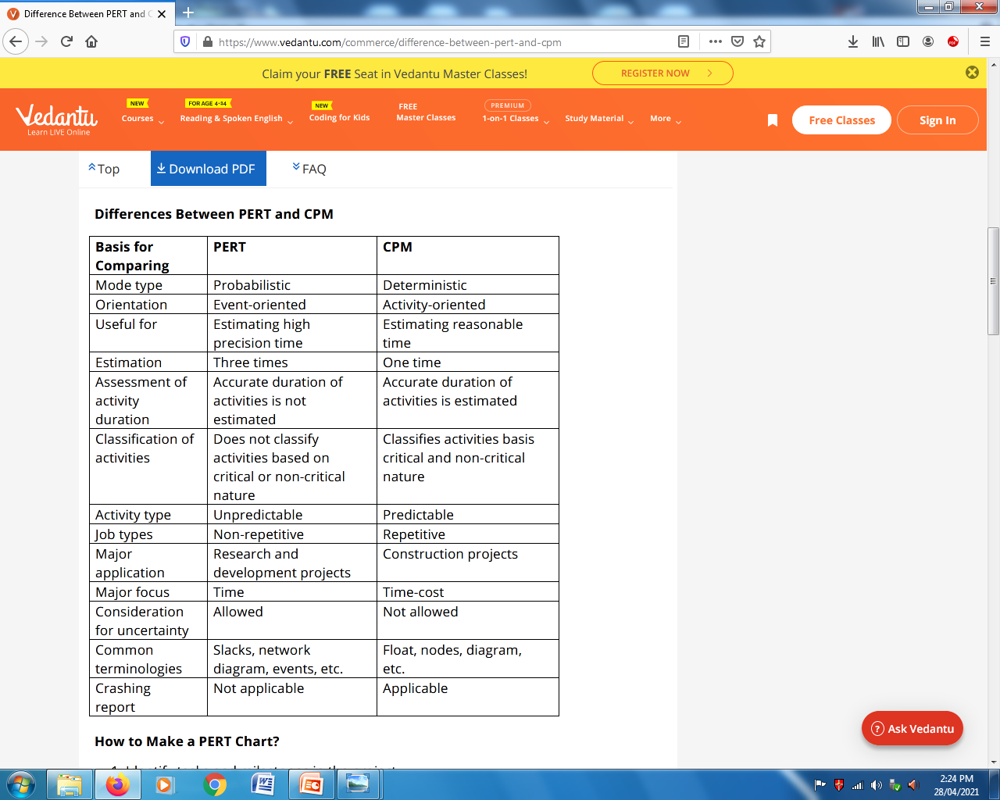 Difference Between PERT and C
https://www.vedantu.com/commerce/difference-between-pert-and-cpm
Claim your FREE Seat in Vedantu Master Classes!
REGISTER NOW
Vedantu
Learn LIVE Online
NEW
Courses
FOR AGE 4-14
Reading & Spoken English
NEW
Coding for Kids
FREE
Master Classes
PREMIUM
1-on-1 Classes
Study Material
More
Free Classes
Sign In
Top
Download PDF
FAQ
Differences Between PERT and CPM
Basis for
Comparing
PERT
CPM
Mode type
Probabilistic
Deterministic
Orientation
Event-oriented
Activity-oriented
Useful for
Estimating high
precision time
Estimating reasonable
time
Estimation
Three times
One time
Assessment of
activity
duration
Accurate duration of
activities is not
estimated
Accurate duration of
activities is estimated
Classification of
activities
Does not classify
activities based on
critical or non-critical
nature
Classifies activities basis
critical and non-critical
nature
Activity type
Unpredictable
Predictable
Job types
Non-repetitive
Repetitive
Major
application
Research and
development projects
Construction projects
Major focus
Time
Time-cost
Consideration
for uncertainty
Allowed
Not allowed
Common
terminologies
Slacks, network
diagram, events, etc.
Float, nodes, diagram,
etc.
Crashing
report
Not applicable
Applicable
How to Make a PERT Chart?
? Ask Vedantu
2:24 PM
28/04/2021